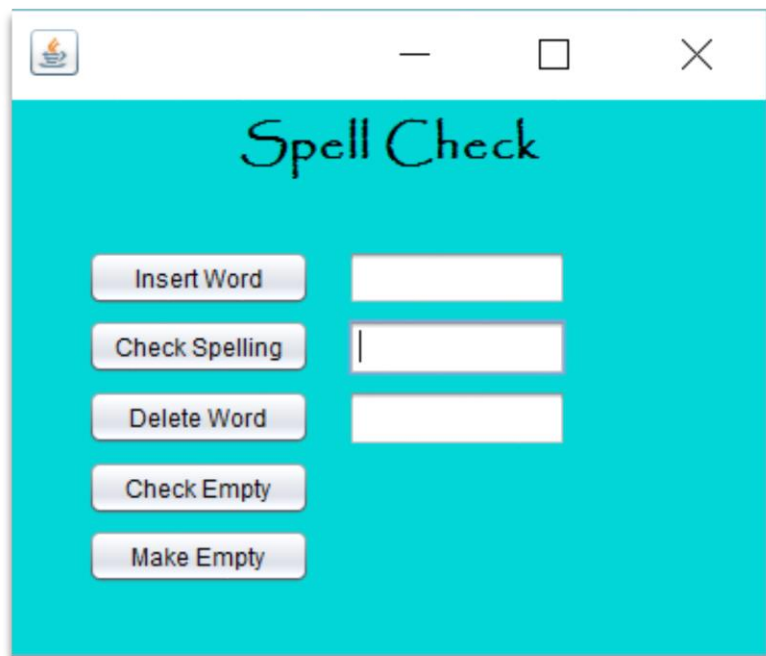 Spell Check
Insert Word
Check Spelling
Delete Word
Check Empty
Make Empty